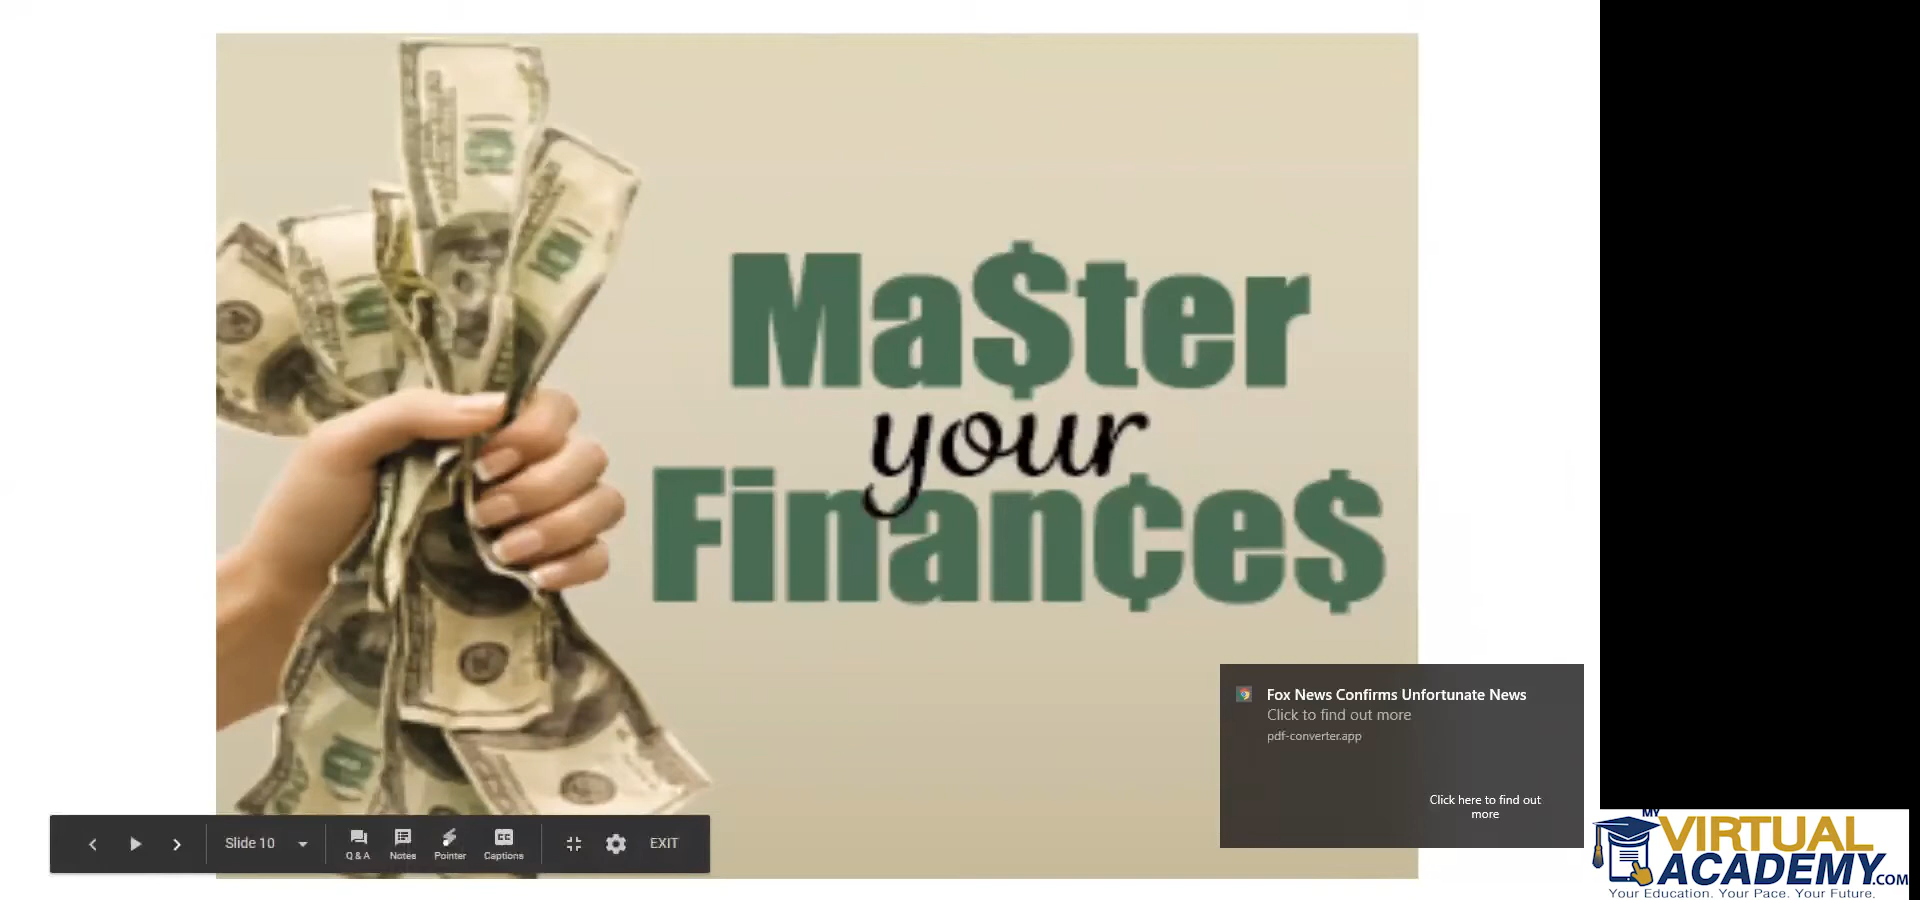 Ma$ter
your
Finan¢e$
Fox News Confirms Unfortunate News
Click to find out more
pdf-converter.app
Click here to find out
more
Slide 10
Q & A
Notes
Pointer
Captions
EXIT
MY
VIRTUAL
ACADEMY.COM
Your Education. Your Pace. Your Future.